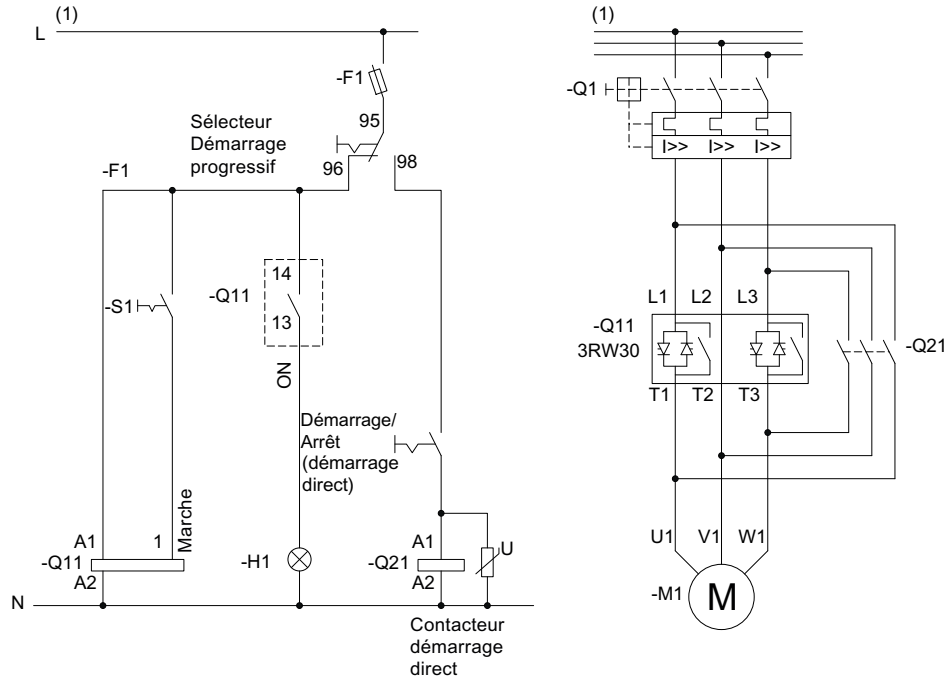 (1)
L
-F1
95
Sélecteur
Démarrage
progressif
96
98
-F1
14
-Q11
13
-S1
ON
Démarrage/
Arrêt
(démarrage
direct)
Marche
A1
1
-Q11
A2
-H1
A1
-Q21
A2
U
N
Contacteur
démarrage
direct
(1)
-Q1
I>> I>> I>>
L1 L2 L3
-Q11
3RW30
-Q21
T1 T2 T3
U1 V1 W1
-M1
M